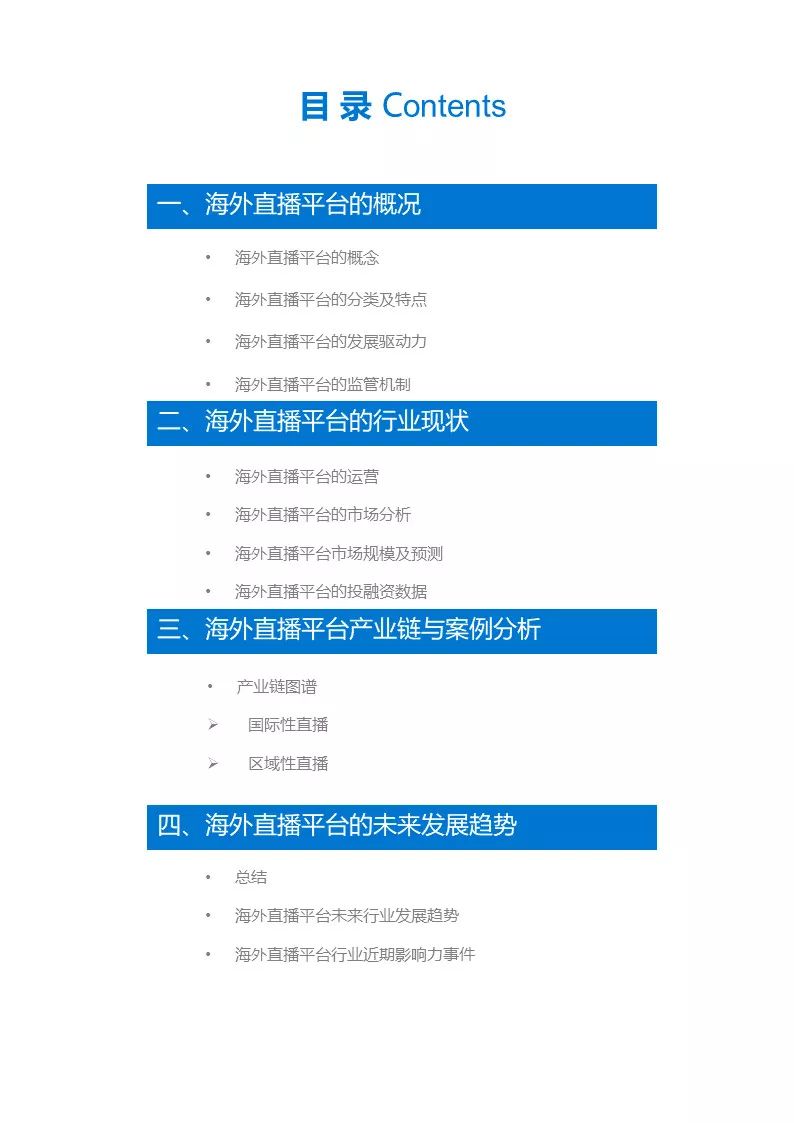 目 录 Contents
一、海外直播平台的概况
• 海外直播平台的概念
• 海外直播平台的分类及特点
• 海外直播平台的发展驱动力
• 海外直播平台的监管机制
二、海外直播平台的行业现状
• 海外直播平台的运营
• 海外直播平台的市场分析
• 海外直播平台市场规模及预测
• 海外直播平台的投融资数据
三、海外直播平台产业链与案例分析
• 产业链图谱
➢ 国际性直播
➢ 区域性直播
四、海外直播平台的未来发展趋势
• 总结
• 海外直播平台未来行业发展趋势
• 海外直播平台行业近期影响力事件